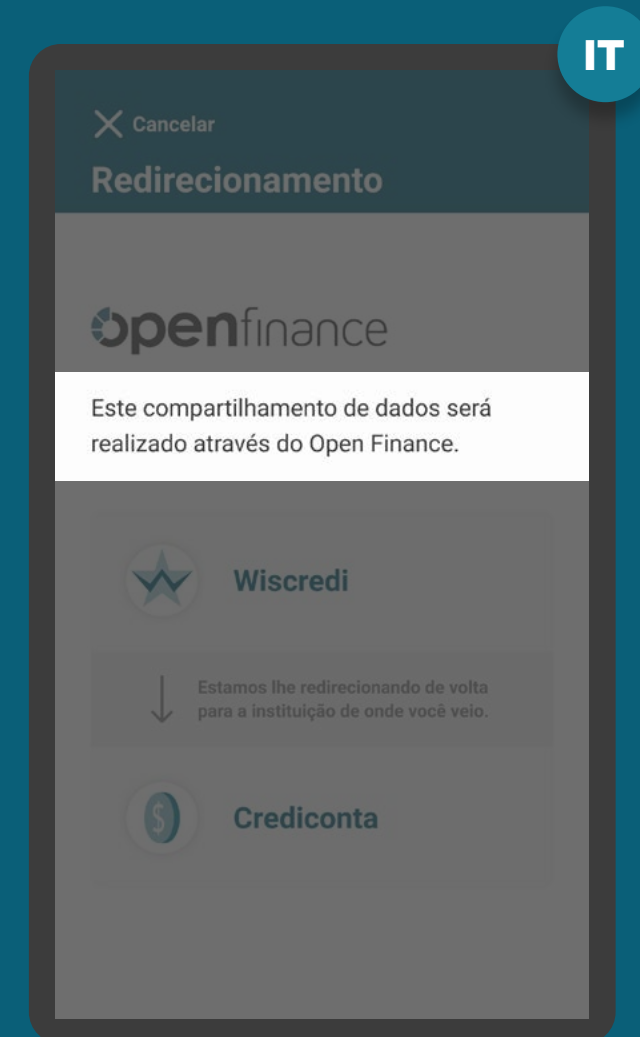 IT
Cancelar
Redirecionamento
openfinance
Este compartilhamento de dados será
realizado através do Open Finance.
Wiscredi
Estamos lhe redirecionando de volta
para a instituição de onde você veio.
$
Crediconta